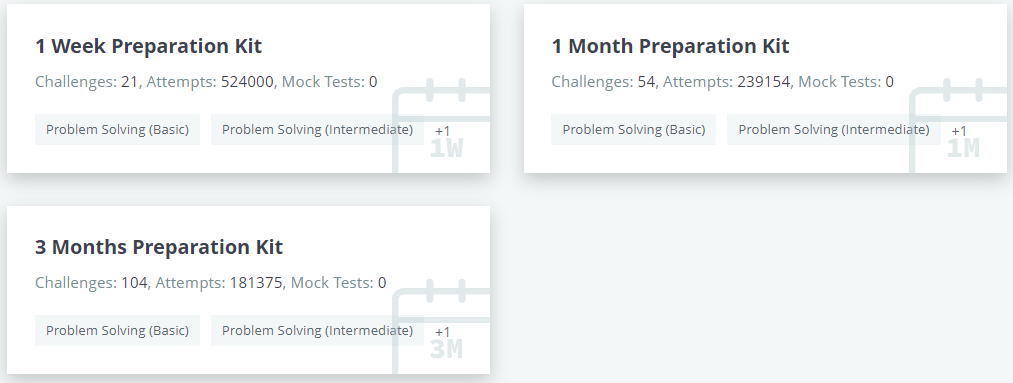 1 Week Preparation Kit
Challenges: 21, Attempts: 524000, Mock Tests: 0
Problem Solving (Basic) Problem Solving (Intermediate) +1
1W
1 Month Preparation Kit
Challenges: 54, Attempts: 239154, Mock Tests: 0
Problem Solving (Basic) Problem Solving (Intermediate) +1
1M
3 Months Preparation Kit
Challenges: 104, Attempts: 181375, Mock Tests: 0
Problem Solving (Basic) Problem Solving (Intermediate) +1
3M